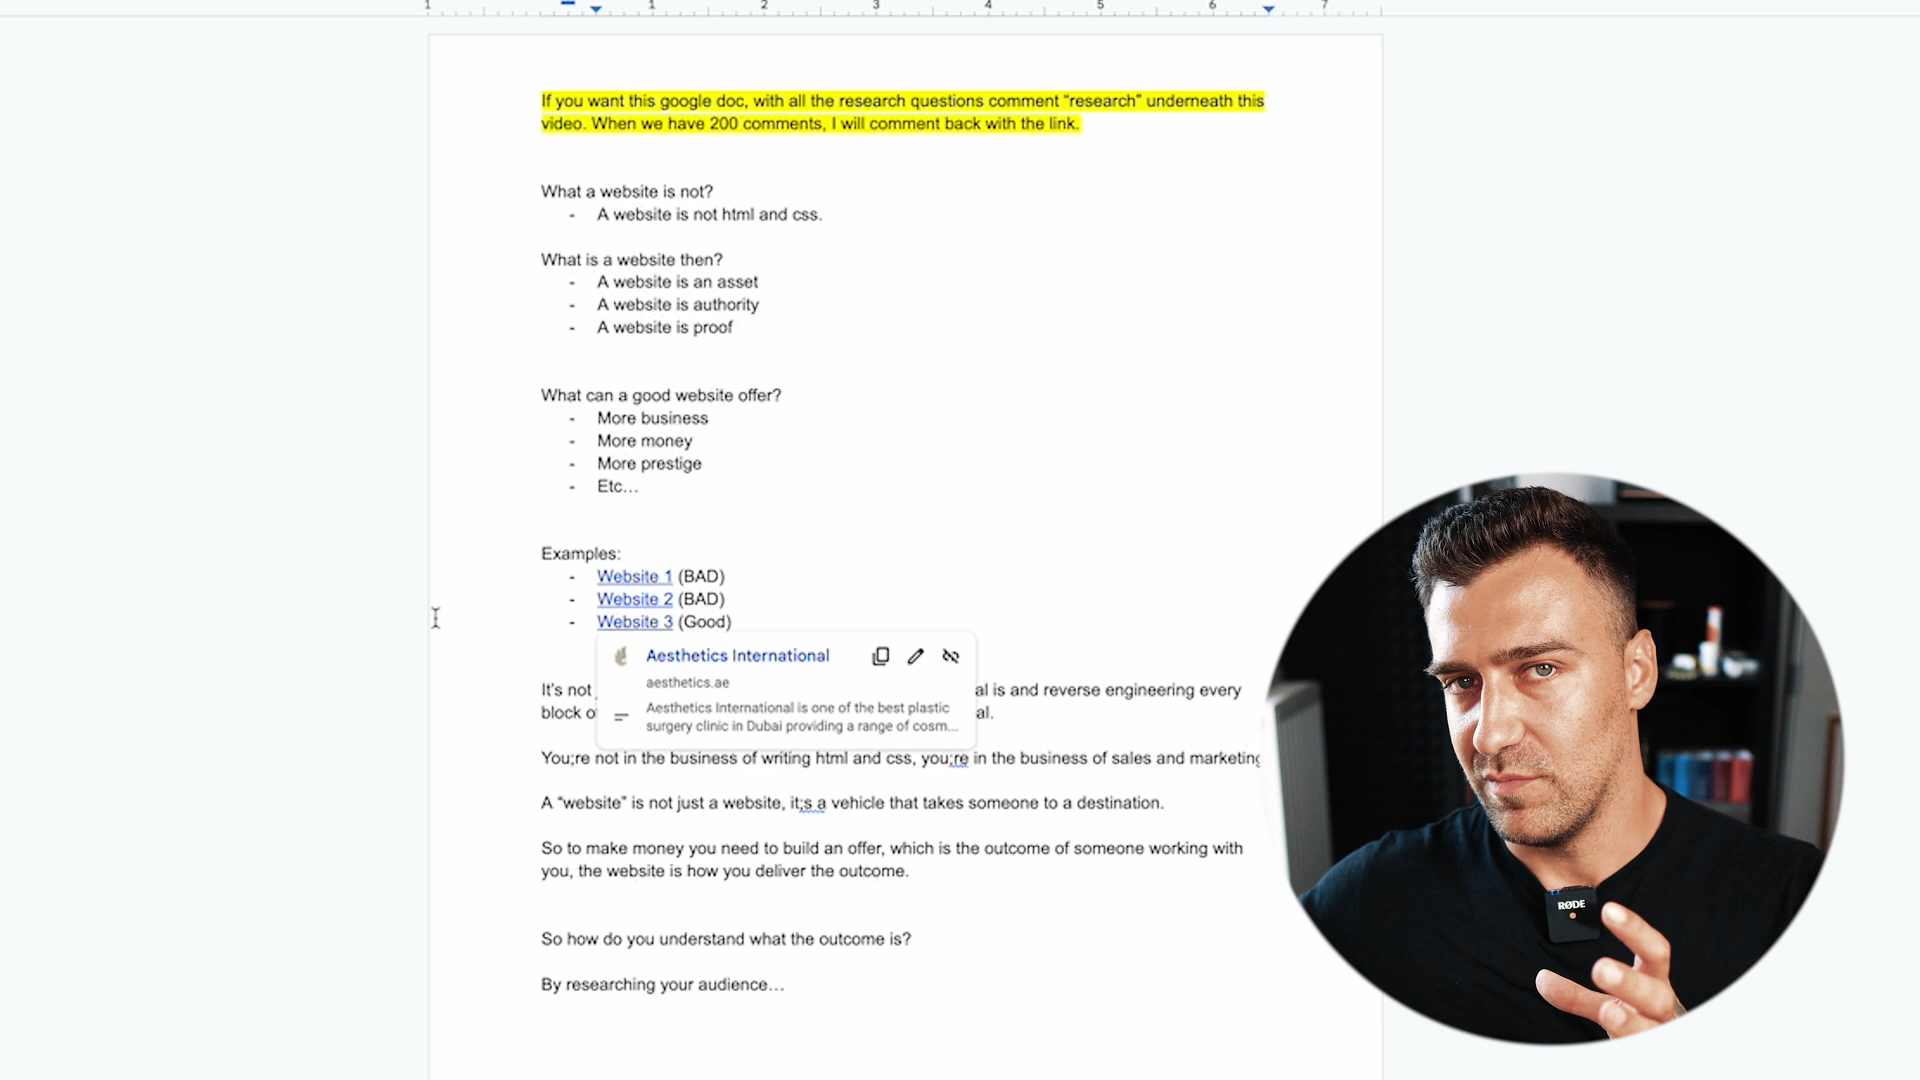 1 1 2 3 4 5 6 7
If you want this google doc, with all the research questions comment "research" underneath this
video. When we have 200 comments, I will comment back with the link.
What a website is not?
- A website is not html and css.
What is a website then?
- A website is an asset
- A website is authority
- A website is proof
What can a good website offer?
- More business
- More money
- More prestige
- Etc...
Examples:
- Website 1 (BAD)
- Website 2 (BAD)
- Website 3 (Good)
Aesthetics International
aesthetics.ae
Aesthetics International is one of the best plastic
surgery clinic in Dubai providing a range of cosm...
It's not al is and reverse engineering every
block al.
You;re not in the business of writing html and css, you;re in the business of sales and marketing
A "website" is not just a website, it;s a vehicle that takes someone to a destination.
So to make money you need to build an offer, which is the outcome of someone working with
you, the website is how you deliver the outcome.
So how do you understand what the outcome is?
By researching your audience...
RØDE